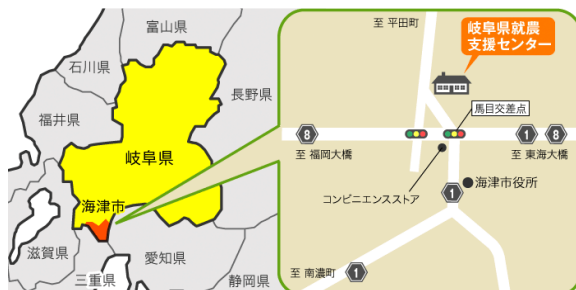 富山県
石川県
長野県
福井県
岐阜県
海津市
滋賀県
愛知県
三重県
静岡県
至 平田町
岐阜県就農
支援センター
馬目交差点
8
1
8
至 福岡大橋
至 東海大橋
コンビニエンスストア
海津市役所
1
至 南濃町
1